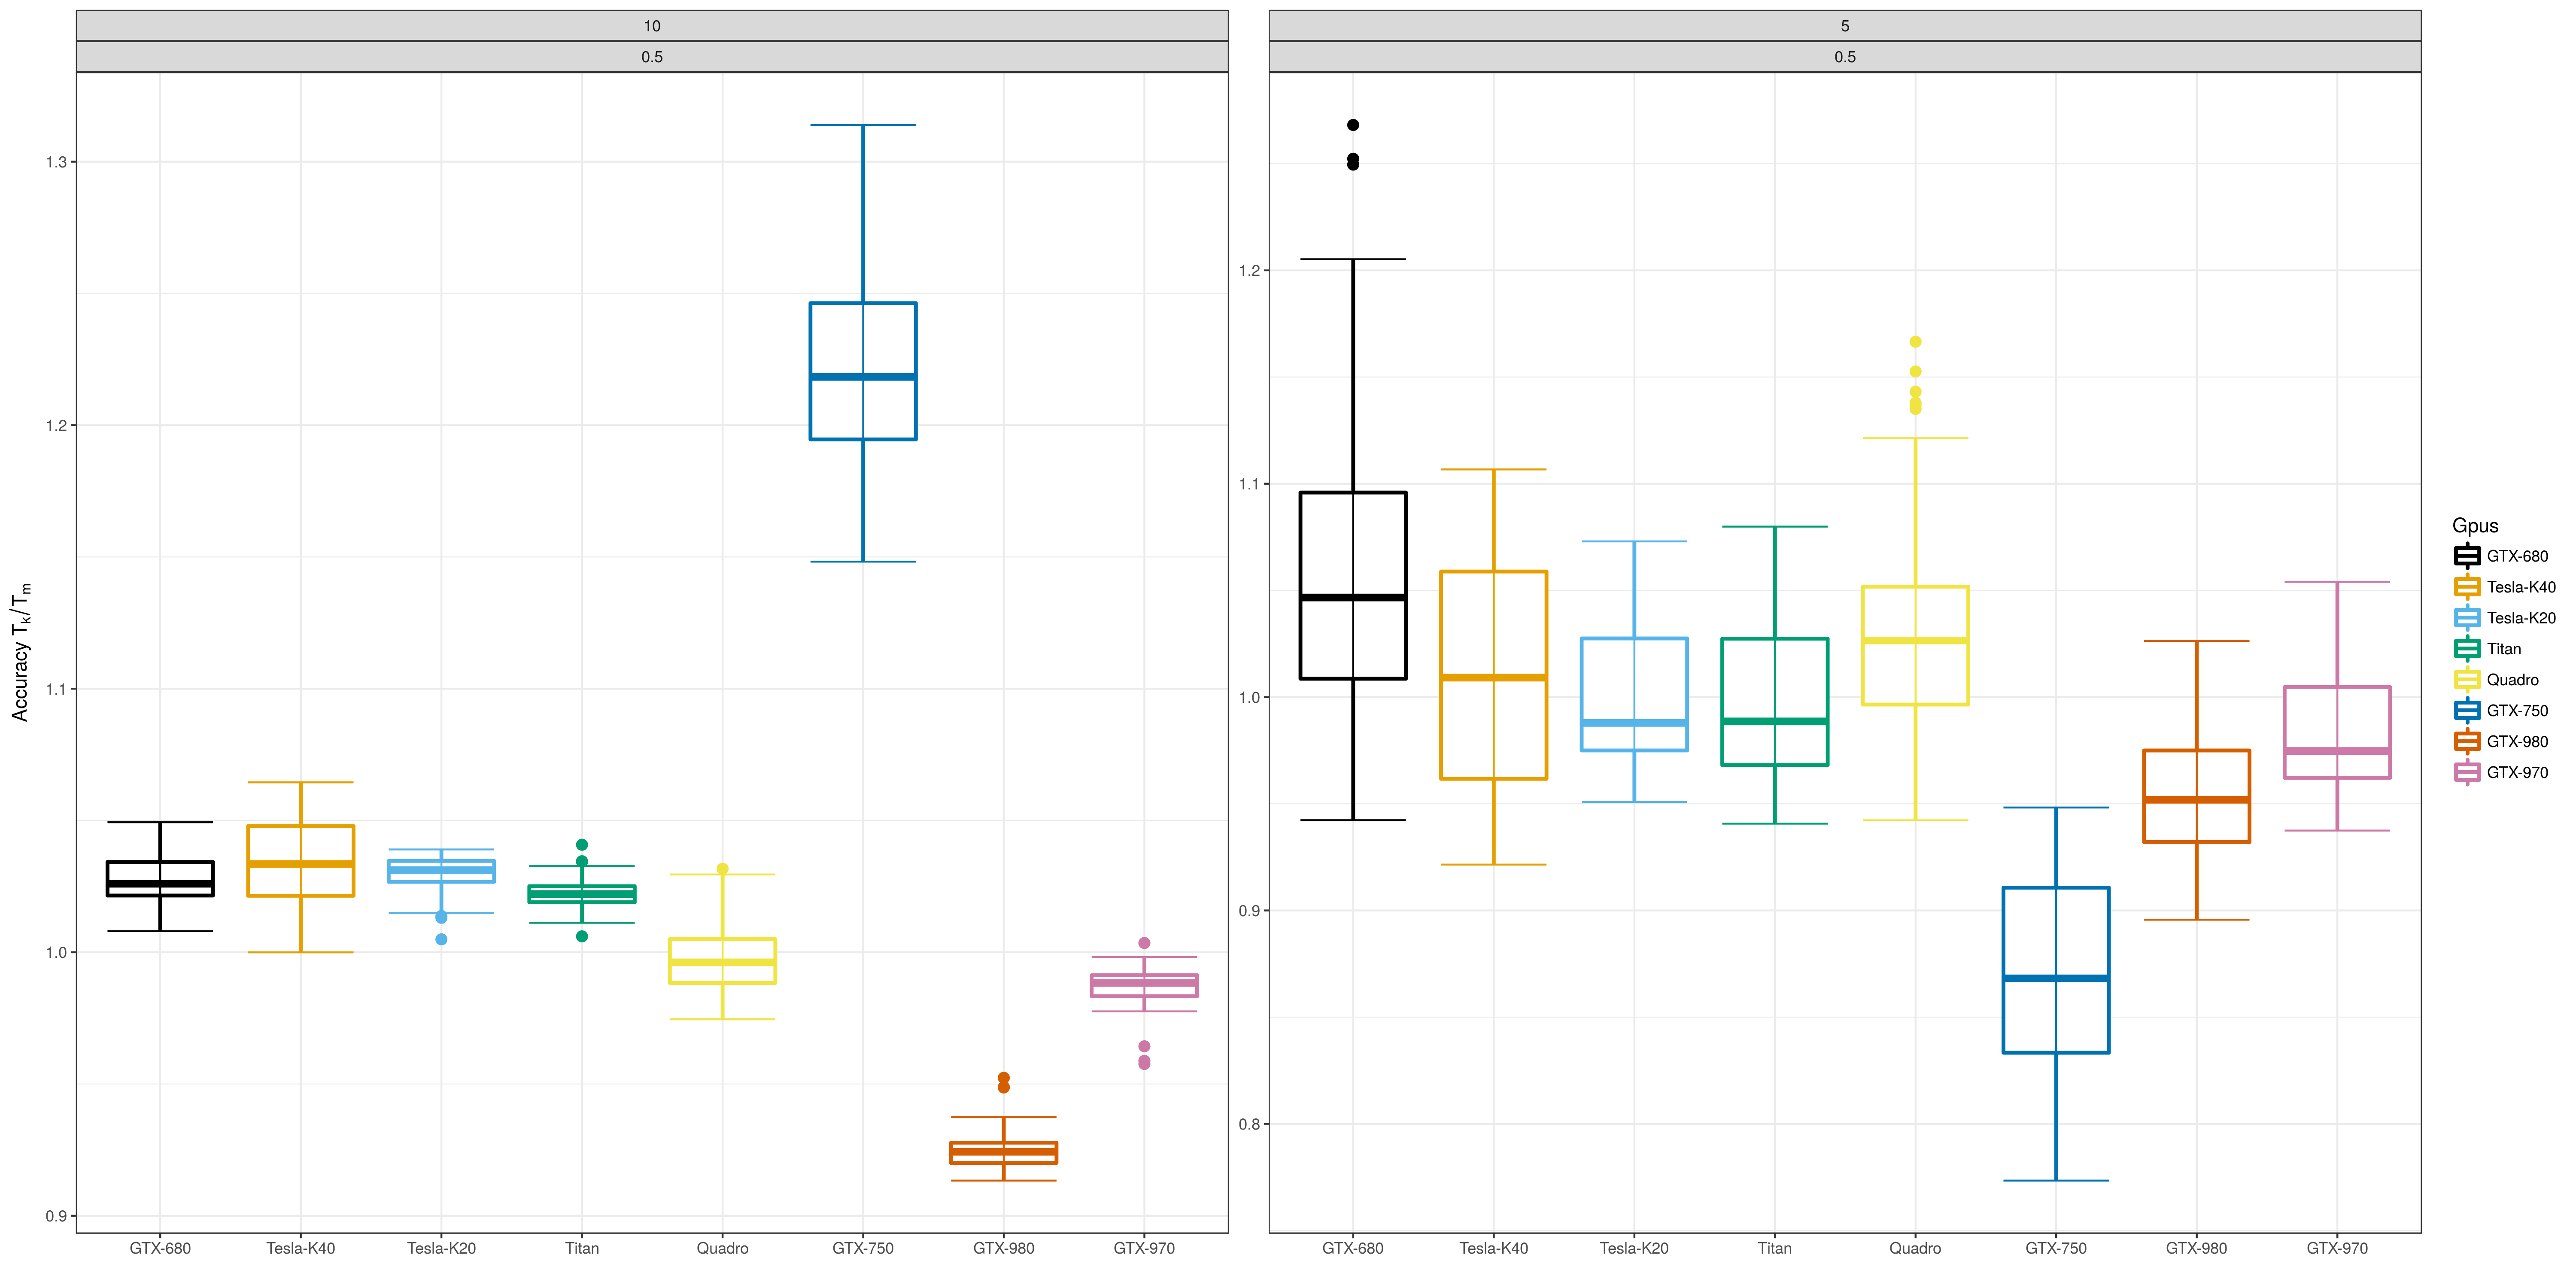 10
0.5
5
0.5
Accuracy Tk/Tm
1.3
1.2
1.1
1.0
0.9
1.2
1.1
1.0
0.9
0.8
GTX-680 Tesla-K40 Tesla-K20 Titan Quadro GTX-750 GTX-980 GTX-970
GTX-680 Tesla-K40 Tesla-K20 Titan Quadro GTX-750 GTX-980 GTX-970
Gpus
GTX-680
Tesla-K40
Tesla-K20
Titan
Quadro
GTX-750
GTX-980
GTX-970